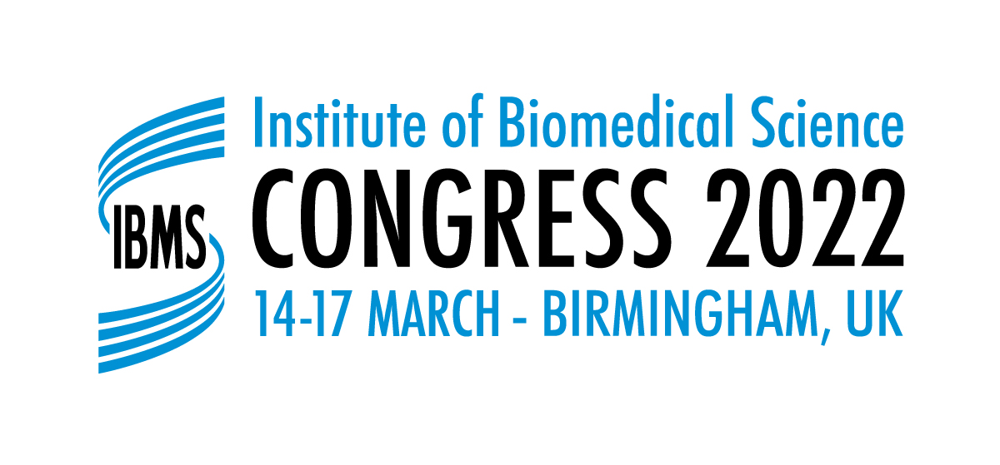 IBMS
Institute of Biomedical Science
CONGRESS 2022
14-17 MARCH - BIRMINGHAM, UK